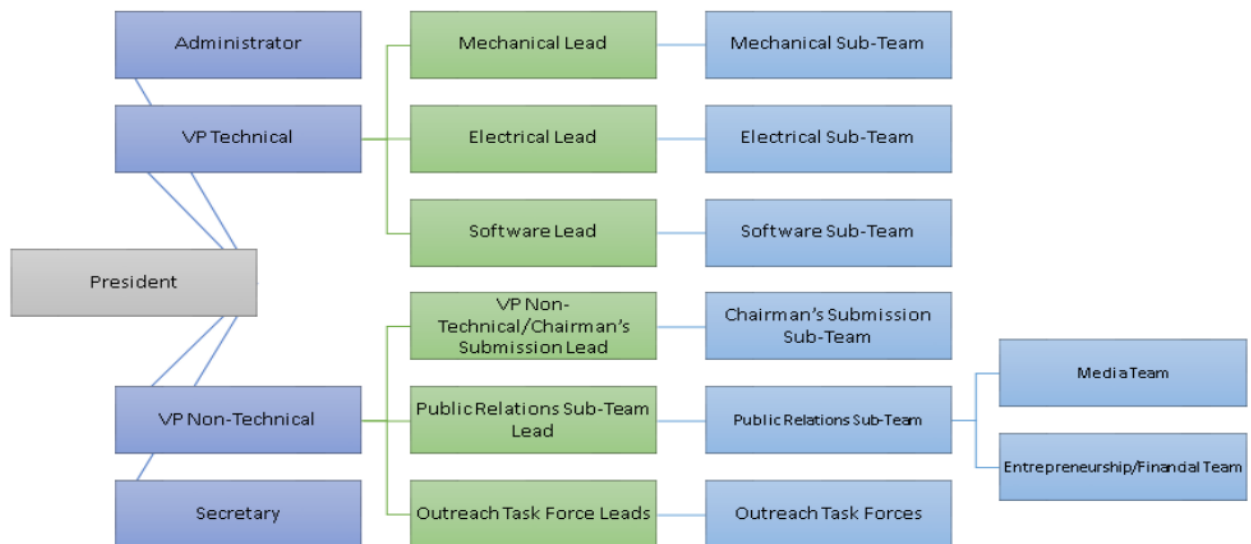 Administrator
Mechanical Lead
Mechanical Sub-Team
VP Technical
Electrical Lead
Electrical Sub-Team
Software Lead
Software Sub-Team
President
VP Non-
Technical/Chairman's
Submission Lead
Chairman's Submission
Sub-Team
Media Team
VP Non-Technical
Public Relations Sub-Team
Lead
Public Relations Sub-Team
Entrepreneurship/Financial Team
Secretary
Outreach Task Force Leads
Outreach Task Forces